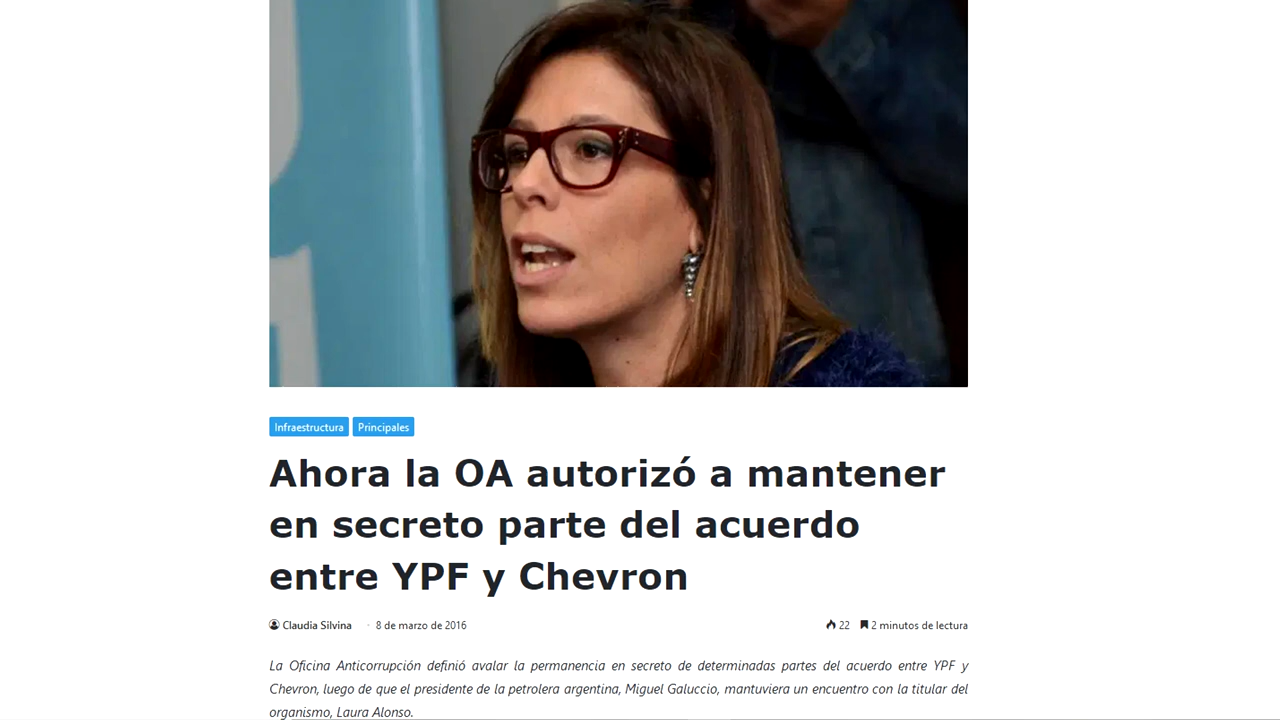 Infraestructura Principales
Ahora la OA autorizó a mantener
en secreto parte del acuerdo
entre YPF y Chevron
Claudia Silvina · 8 de marzo de 2016 22 2 minutos de lectura
La Oficina Anticorrupción definió avalar la permanencia en secreto de determinadas partes del acuerdo entre YPF y
Chevron, luego de que el presidente de la petrolera argentina, Miguel Galuccio, mantuviera un encuentro con la titular del
organismo, Laura Alonso.